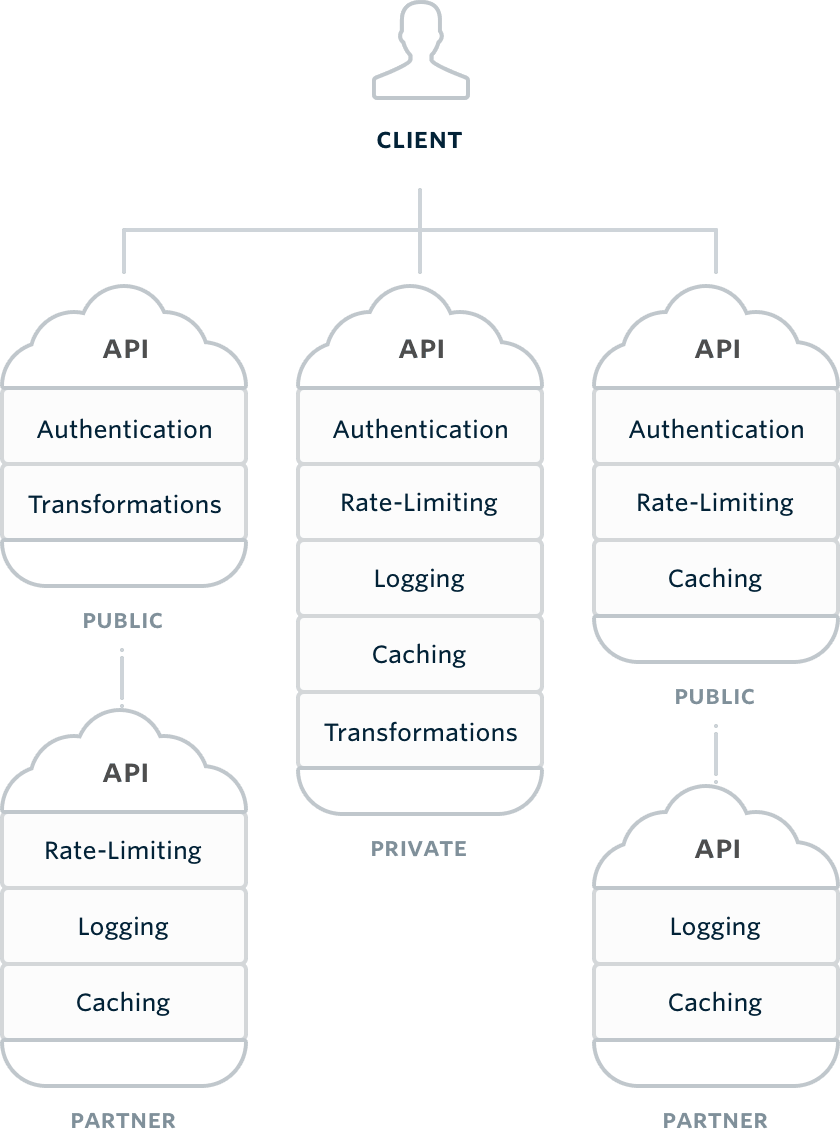 CLIENT
API
Authentication
Transformations
PUBLIC
API
Rate-Limiting
Logging
Caching
PARTNER
API
Authentication
Rate-Limiting
Logging
Caching
Transformations
PRIVATE
API
Authentication
Rate-Limiting
Caching
PUBLIC
API
Logging
Caching
PARTNER